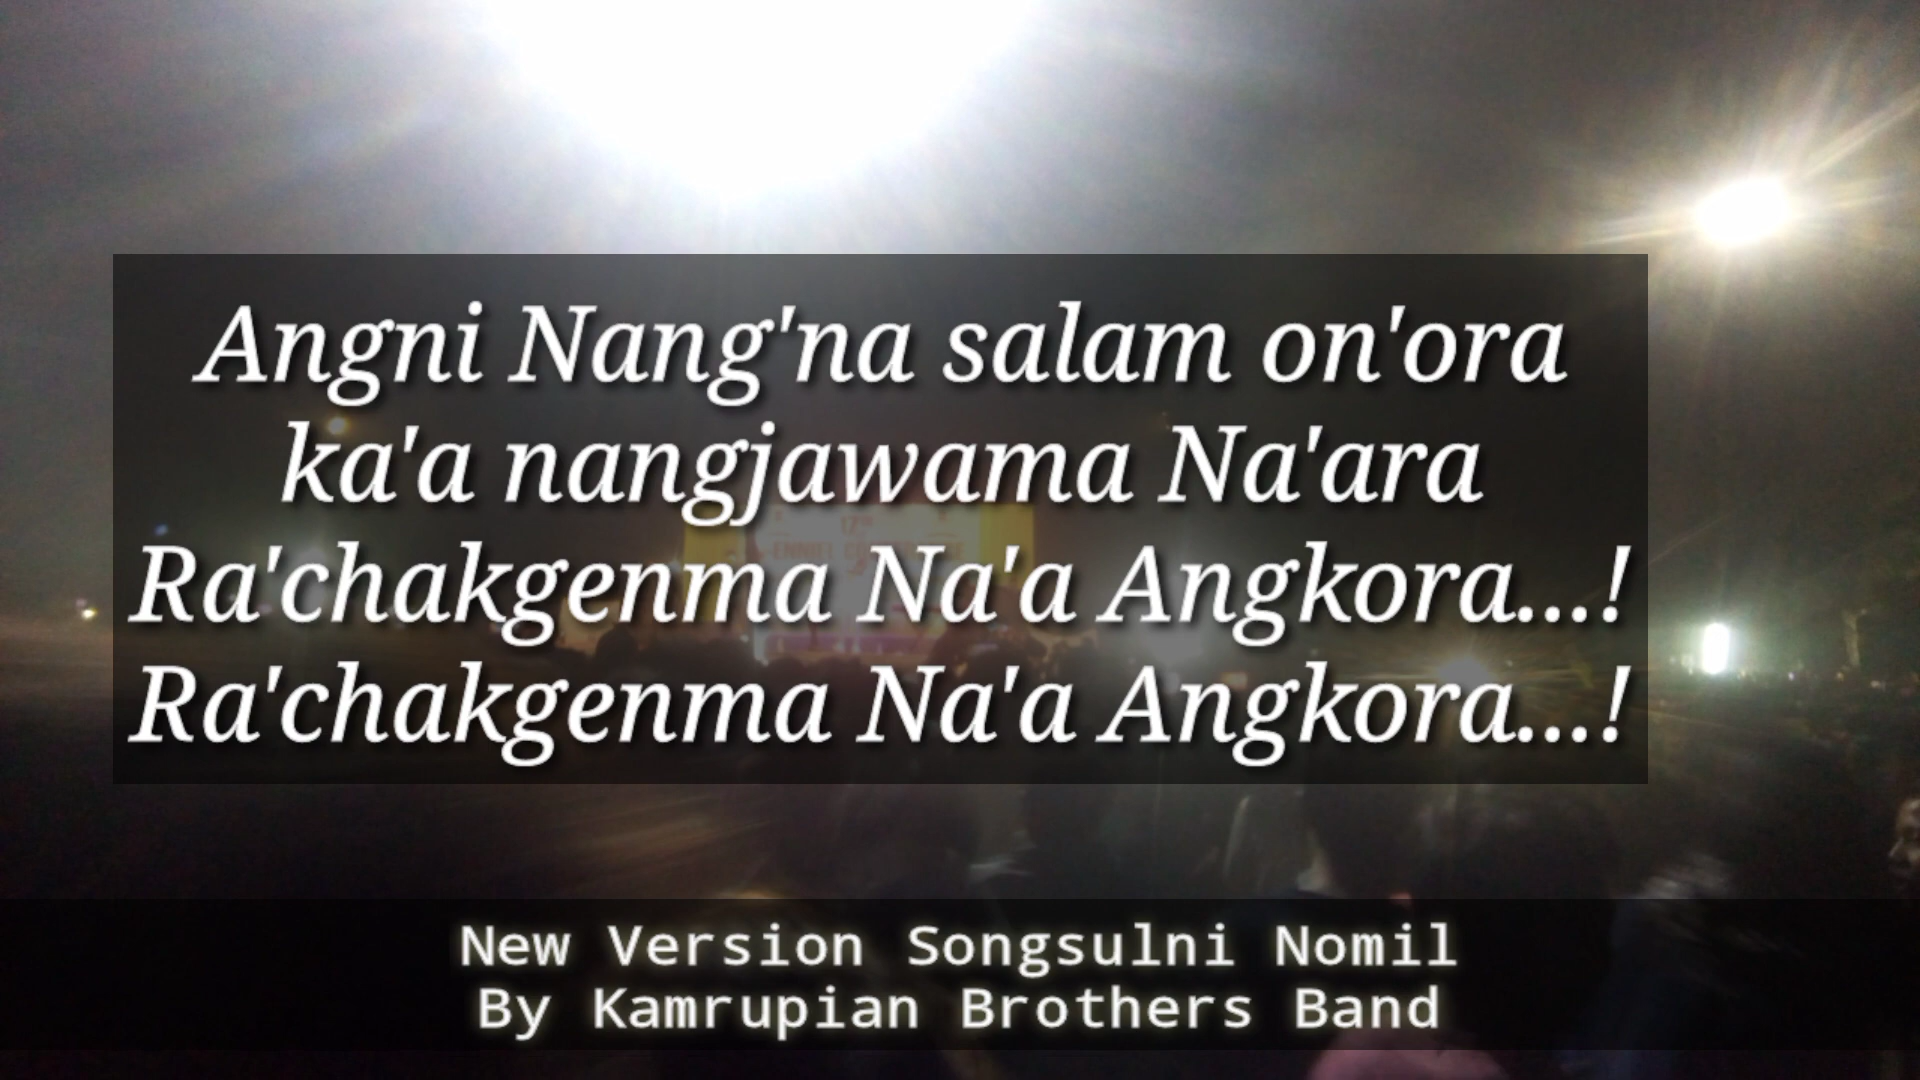 Angni Nang'na salam on'ora
ka'a nangjawama Na'ara
Ra'chakgenma Na'a Angkora...!
Ra'chakgenma Na'a Angkora...!
New Version Songsulni Nomil
By Kamrupian Brothers Band